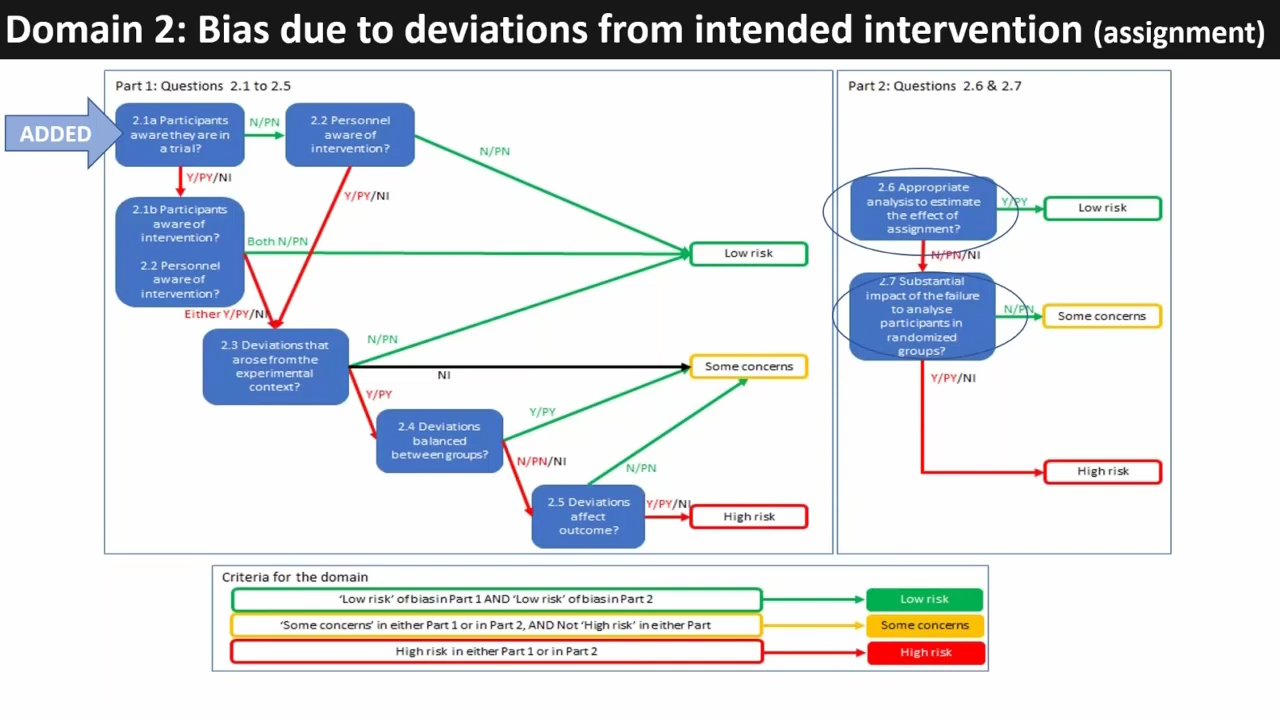 Domain 2: Bias due to deviations from intended intervention (assignment)
Part 1: Questions 2.1 to 2.5
ADDED
2.1a Participants
aware they are in
a trial?
N/PN
2.2 Personnel
aware of
intervention?
N/PN
Y/PY/NI
Y/PY/NI
2.1b Participants
aware of
intervention?
2.2 Personnel
aware of
intervention?
Both N/PN
Low risk
Either Y/PY/NI
2.3 Deviations that
arose from the
experimental
context?
N/PN
NI
Some concerns
Y/PY
2.4 Deviations
balanced
between groups?
Y/PY
N/PN/NI
N/PN
2.5 Deviations
affect
outcome?
Y/PY/NI
High risk
Part 2: Questions 2.6 & 2.7
2.6 Appropriate
analysis to estimate
the effect of
assignment?
Y/PY
Low risk
N/PN/NI
2.7 Substantial
impact of the failure
to analyse
participants in
randomized
groups?
N/PN
Some concerns
Y/PY/NI
High risk
Criteria for the domain
‘Low risk’ of bias in Part 1 AND ‘Low risk’ of bias in Part 2
Low risk
‘Some concerns’ in either Part 1 or in Part 2, AND Not ‘High risk’ in either Part
Some concerns
High risk in either Part 1 or in Part 2
High risk